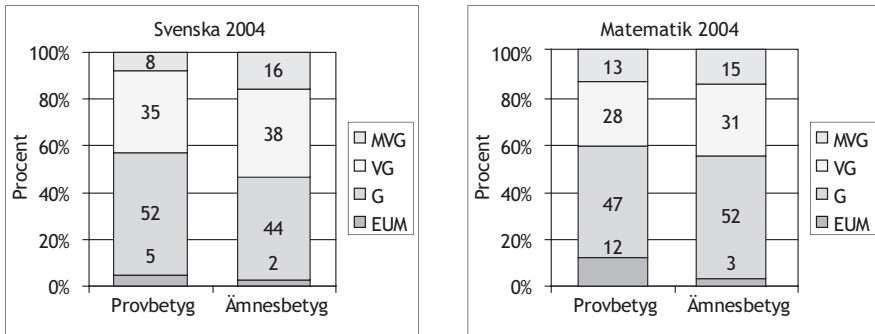 Svenska 2004
100%
80%
60%
40%
20%
0%
Procent
8
35
52
5
16
38
44
2
Provbetyg
Ämnesbetyg
MVG
VG
G
EUM
Matematik 2004
100%
80%
60%
40%
20%
0%
Procent
13
28
47
12
15
31
52
3
Provbetyg
Ämnesbetyg
MVG
VG
G
EUM